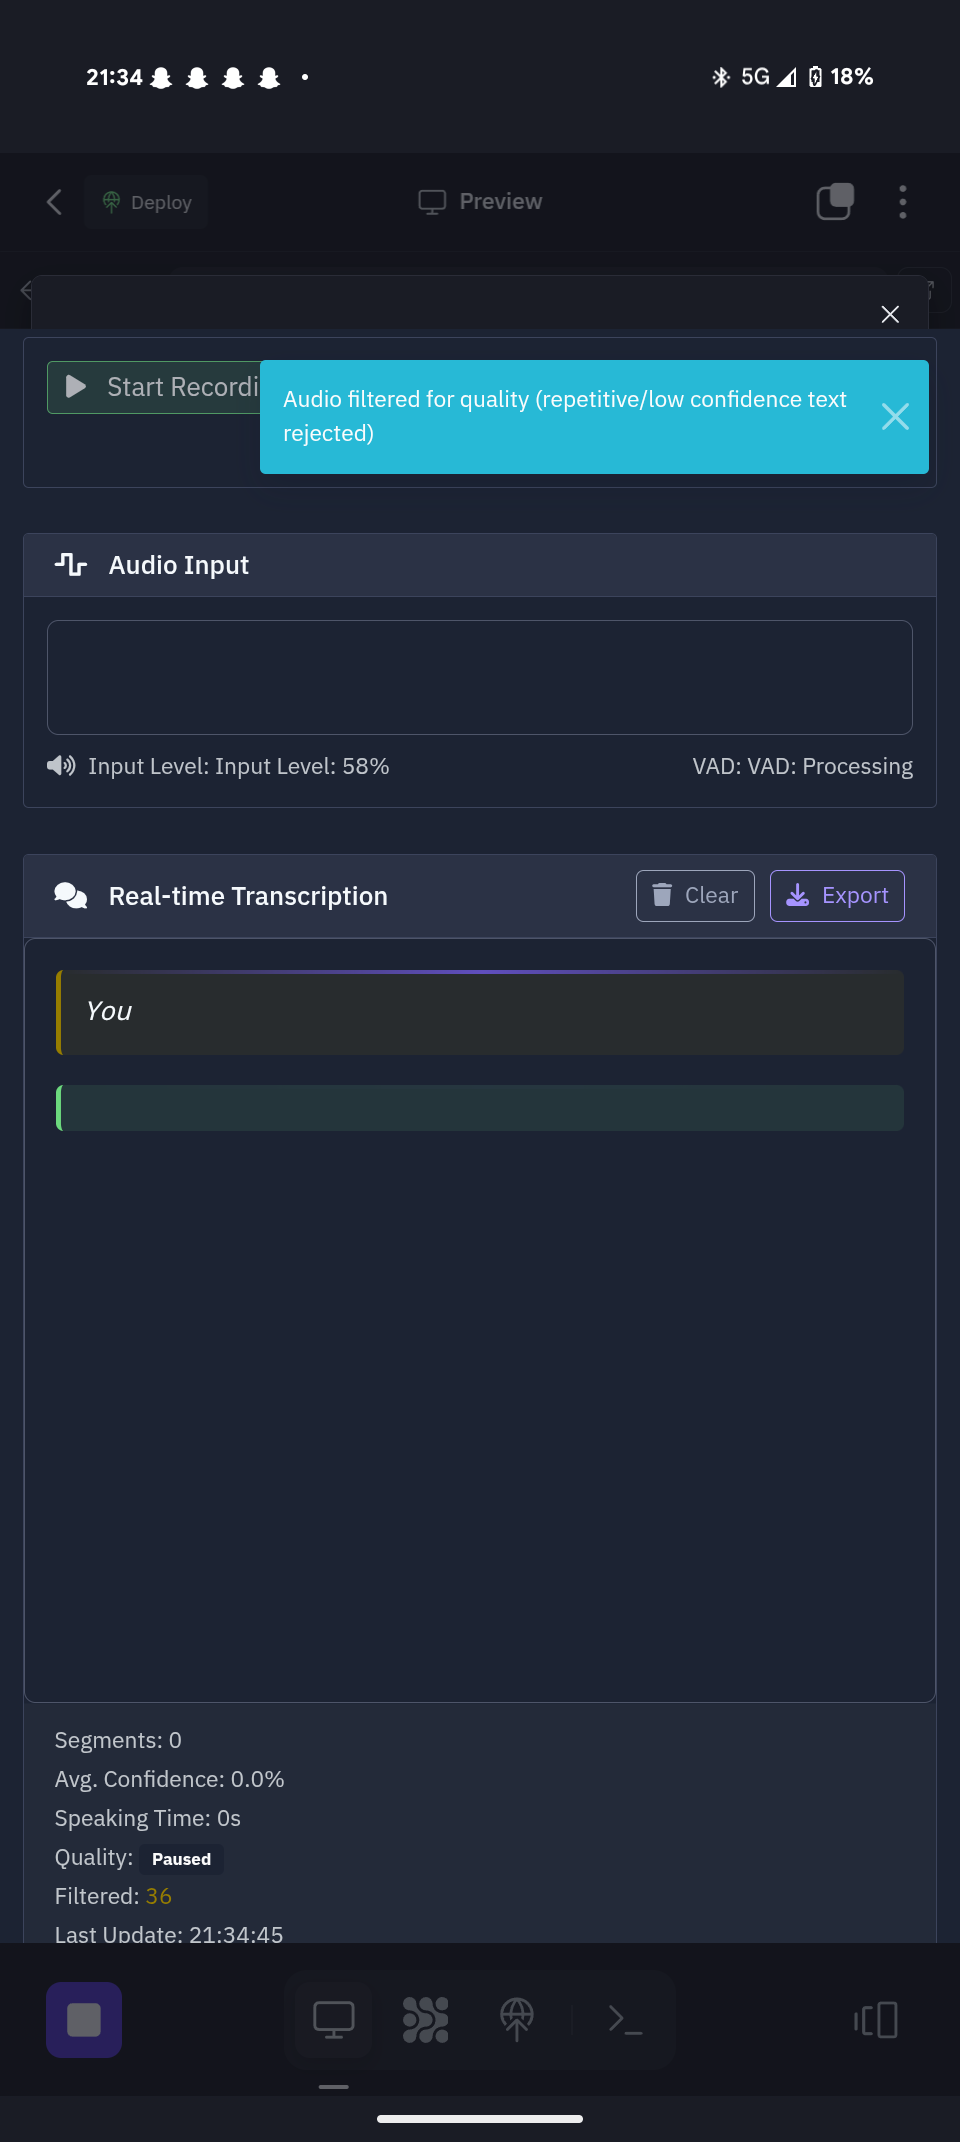 21:34
5G 18%
Deploy
Preview
Start Recordi
Audio filtered for quality (repetitive/low confidence text
rejected)
Audio Input
Input Level: Input Level: 58%
VAD: VAD: Processing
Real-time Transcription
Clear
Export
You
Segments: 0
Avg. Confidence: 0.0%
Speaking Time: 0s
Quality: Paused
Filtered: 36
Last Update: 21:34:45